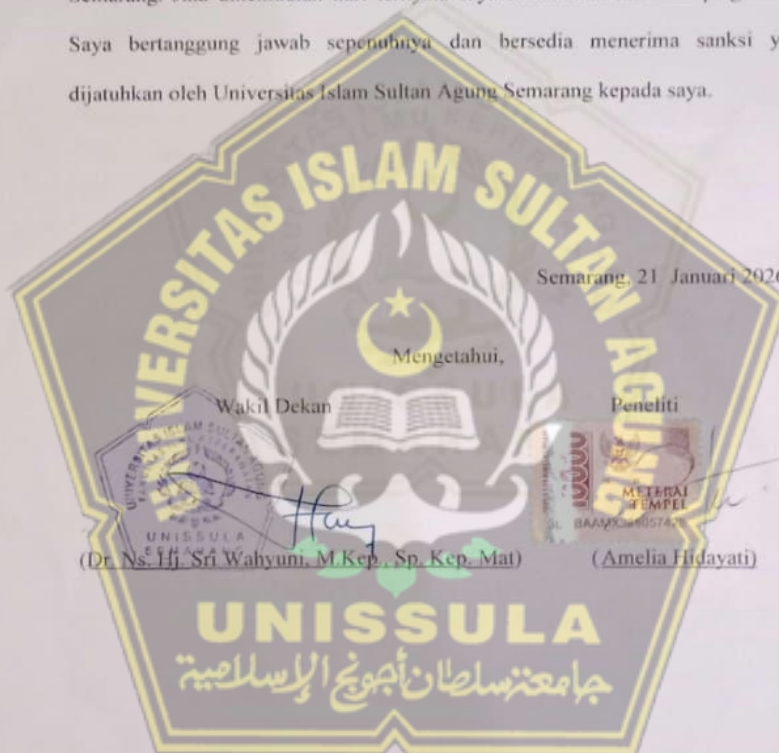 Saya bertanggung jawab sepenuhnya dan bersedia menerima sanksi y
dijatuhkan oleh Universitas Islam Sultan Agung Semarang kepada saya.
UNIVERSITAS ISLAM SULTAN AGUNG
Semarang, 21 Januari 2026
Mengetahui,
Wakil Dekan
Peneliti
UNISSULA
SEMARANG
METERAI
TEMPEL
(Dr. Ns. Hj. Sri Wahyuni, M.Kep., Sp. Kep. Mat)
(Amelia Hidayati)
UNISSULA
جامعة سلطان أجونج الإسلامية